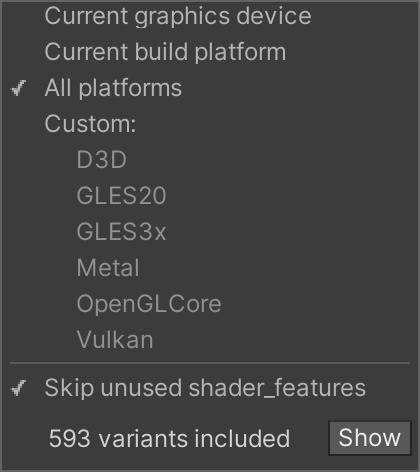 Current graphics device
Current build platform
All platforms
Custom:
D3D
GLES20
GLES3x
Metal
OpenGLCore
Vulkan
Skip unused shader_features
593 variants included Show